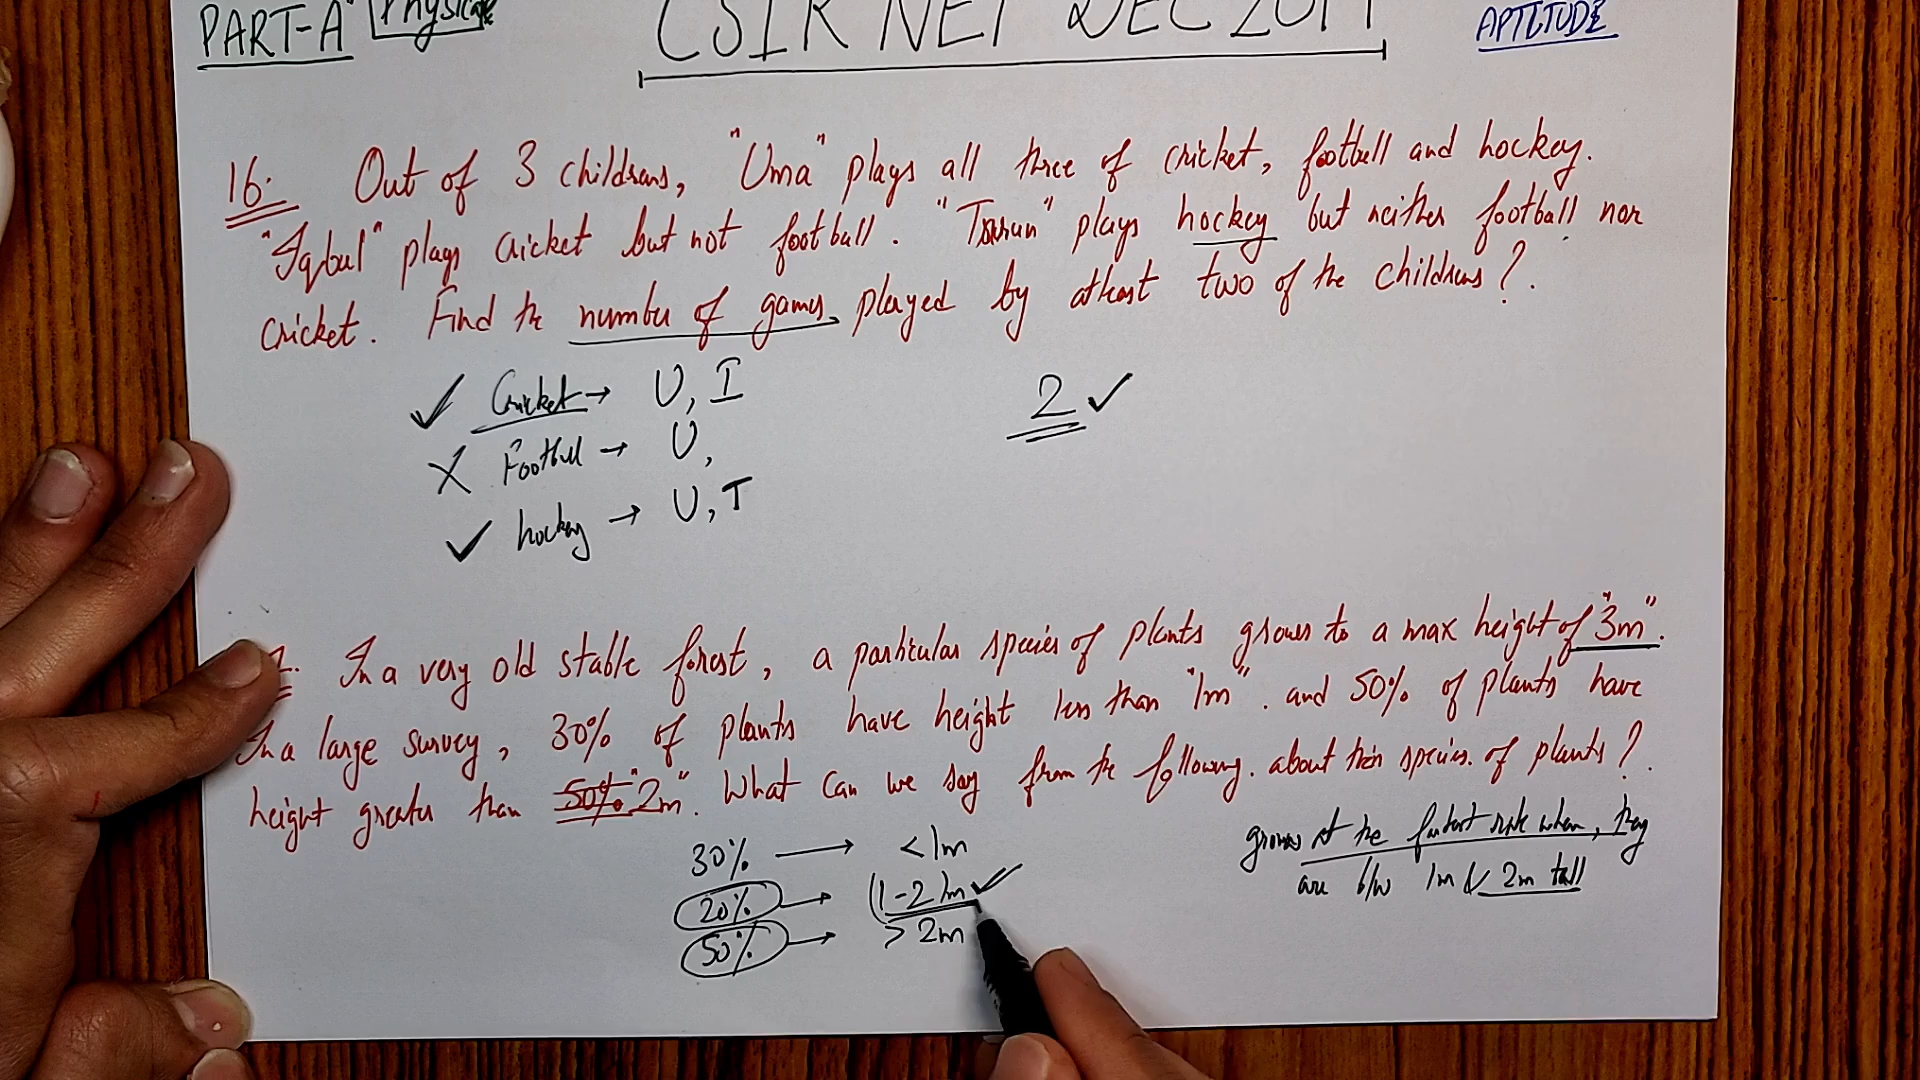 PART-A
Physical
CSIR NET DEC 2019
APTITUDE
16. Out of 3 childrens, "Uma" plays all three of cricket, football and hockey.
"Iqbal" plays cricket but not football. "Tarun" plays hockey but neither football nor
cricket. Find the number of games played by atleast two of the childrens?.
✓ Cricket → U, I
2 ✓
X Football → U,
✓ hockey → U, T
In a very old stable forest, a particular species of plants grows to a max height of "3m".
In a large survey, 30% of plants have height less than "1m". and 50% of plants have
height greater than "2m". What can we say from the following. about this species. of plants?.
30% → <1m
20% → (1-2)m ✓
50% → >2m
grows at the fastest rate when, they
are b/w 1m & 2m tall